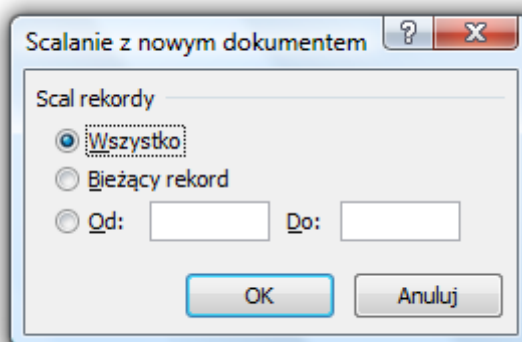 Scalanie z nowym dokumentem
Scal rekordy
Wszystko
Bieżący rekord
Od: Do:
OK Anuluj